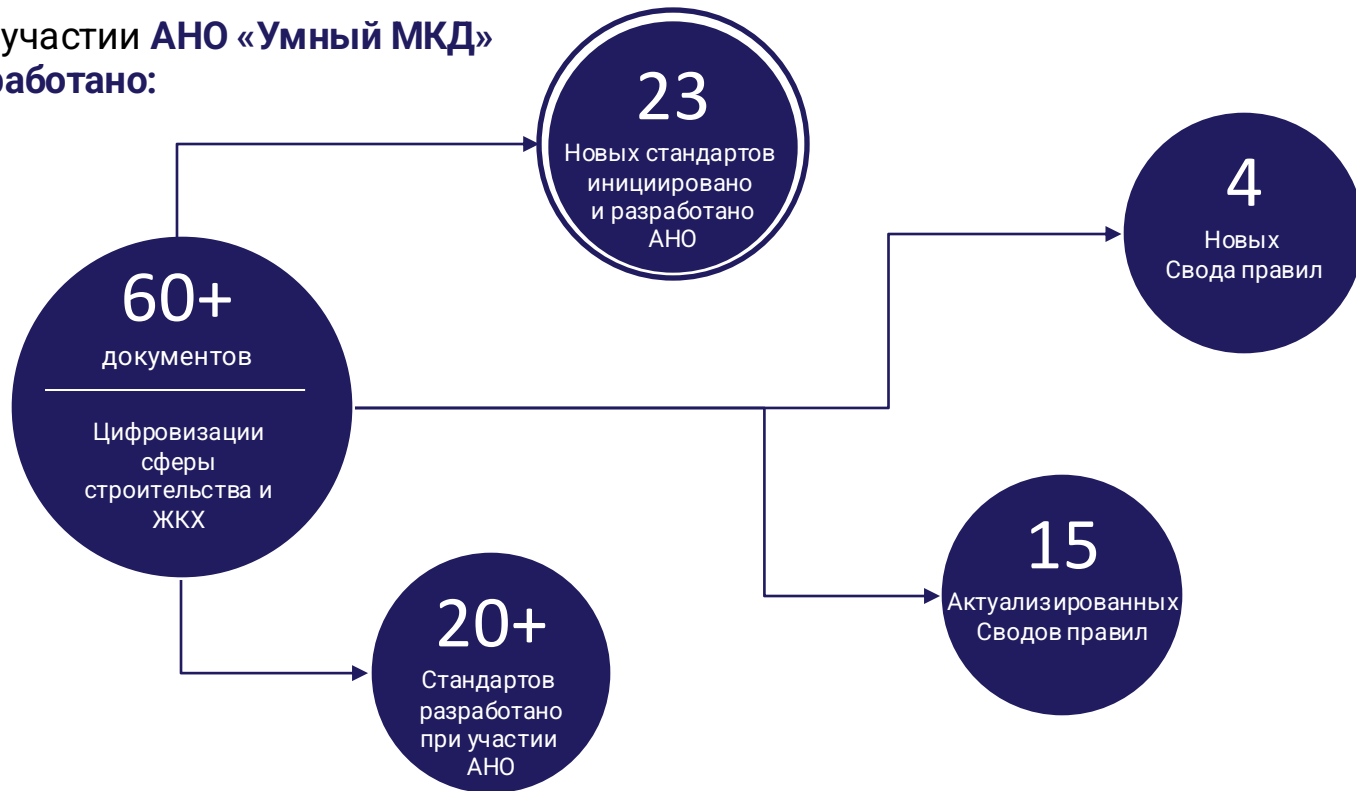 участии АНО «Умный МКД»
работано:
23
Новых стандартов
инициировано
и разработано
АНО
4
Новых
Свода правил
60+
документов
Цифровизации
сферы
строительства и
ЖКХ
15
Актуализированных
Сводов правил
20+
Стандартов
разработано
при участии
АНО